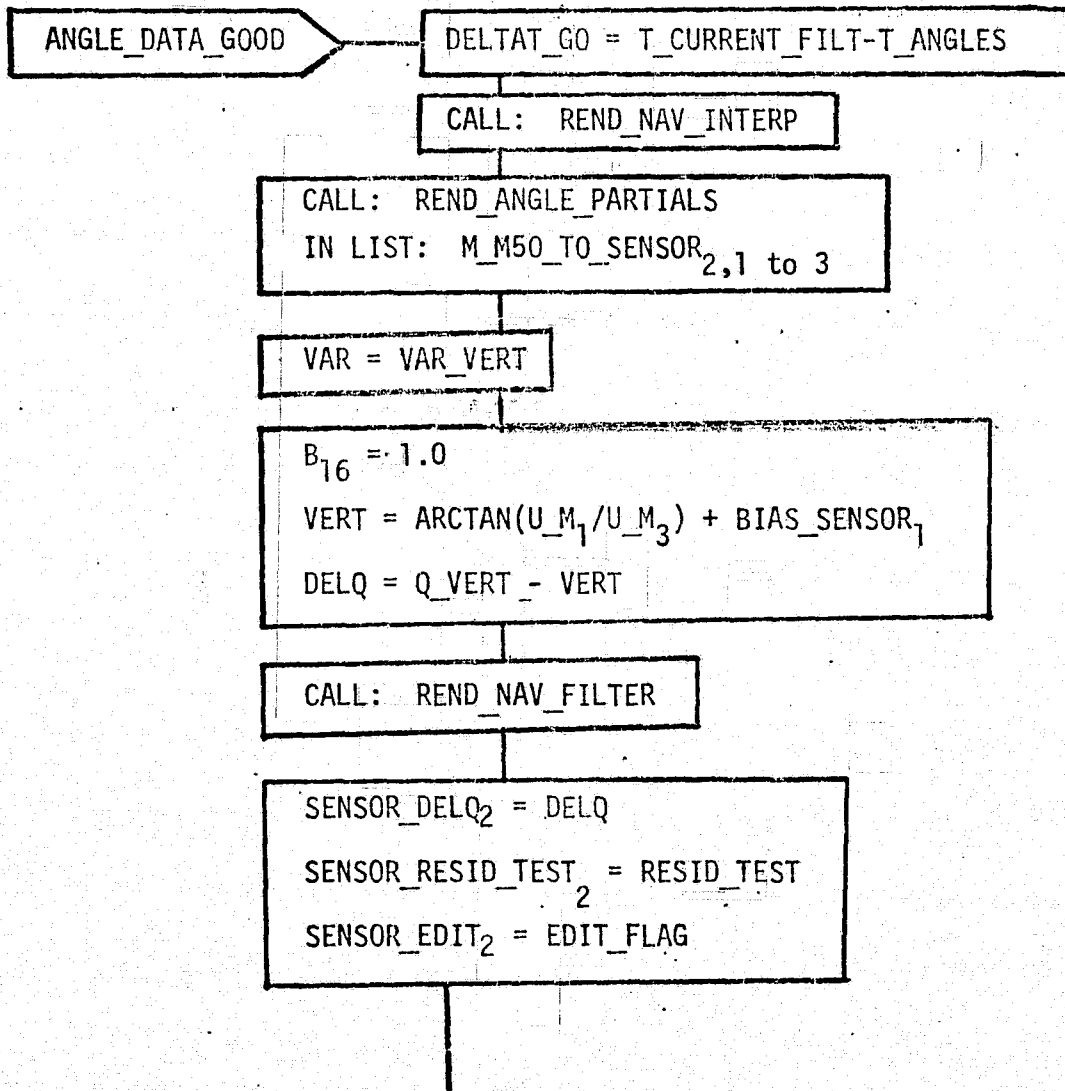 ANGLE_DATA_GOOD
DELTAT_GO = T_CURRENT_FILT-T_ANGLES
CALL: REND_NAV_INTERP
CALL: REND_ANGLE_PARTIALS
IN LIST: M_M50_TO_SENSOR2,1 to 3
VAR = VAR_VERT
B16 = 1.0
VERT = ARCTAN(U_M1/U_M3) + BIAS_SENSOR1
DELQ = Q_VERT - VERT
CALL: REND_NAV_FILTER
SENSOR_DELQ2 = DELQ
SENSOR_RESID_TEST2 = RESID_TEST
SENSOR_EDIT2 = EDIT_FLAG